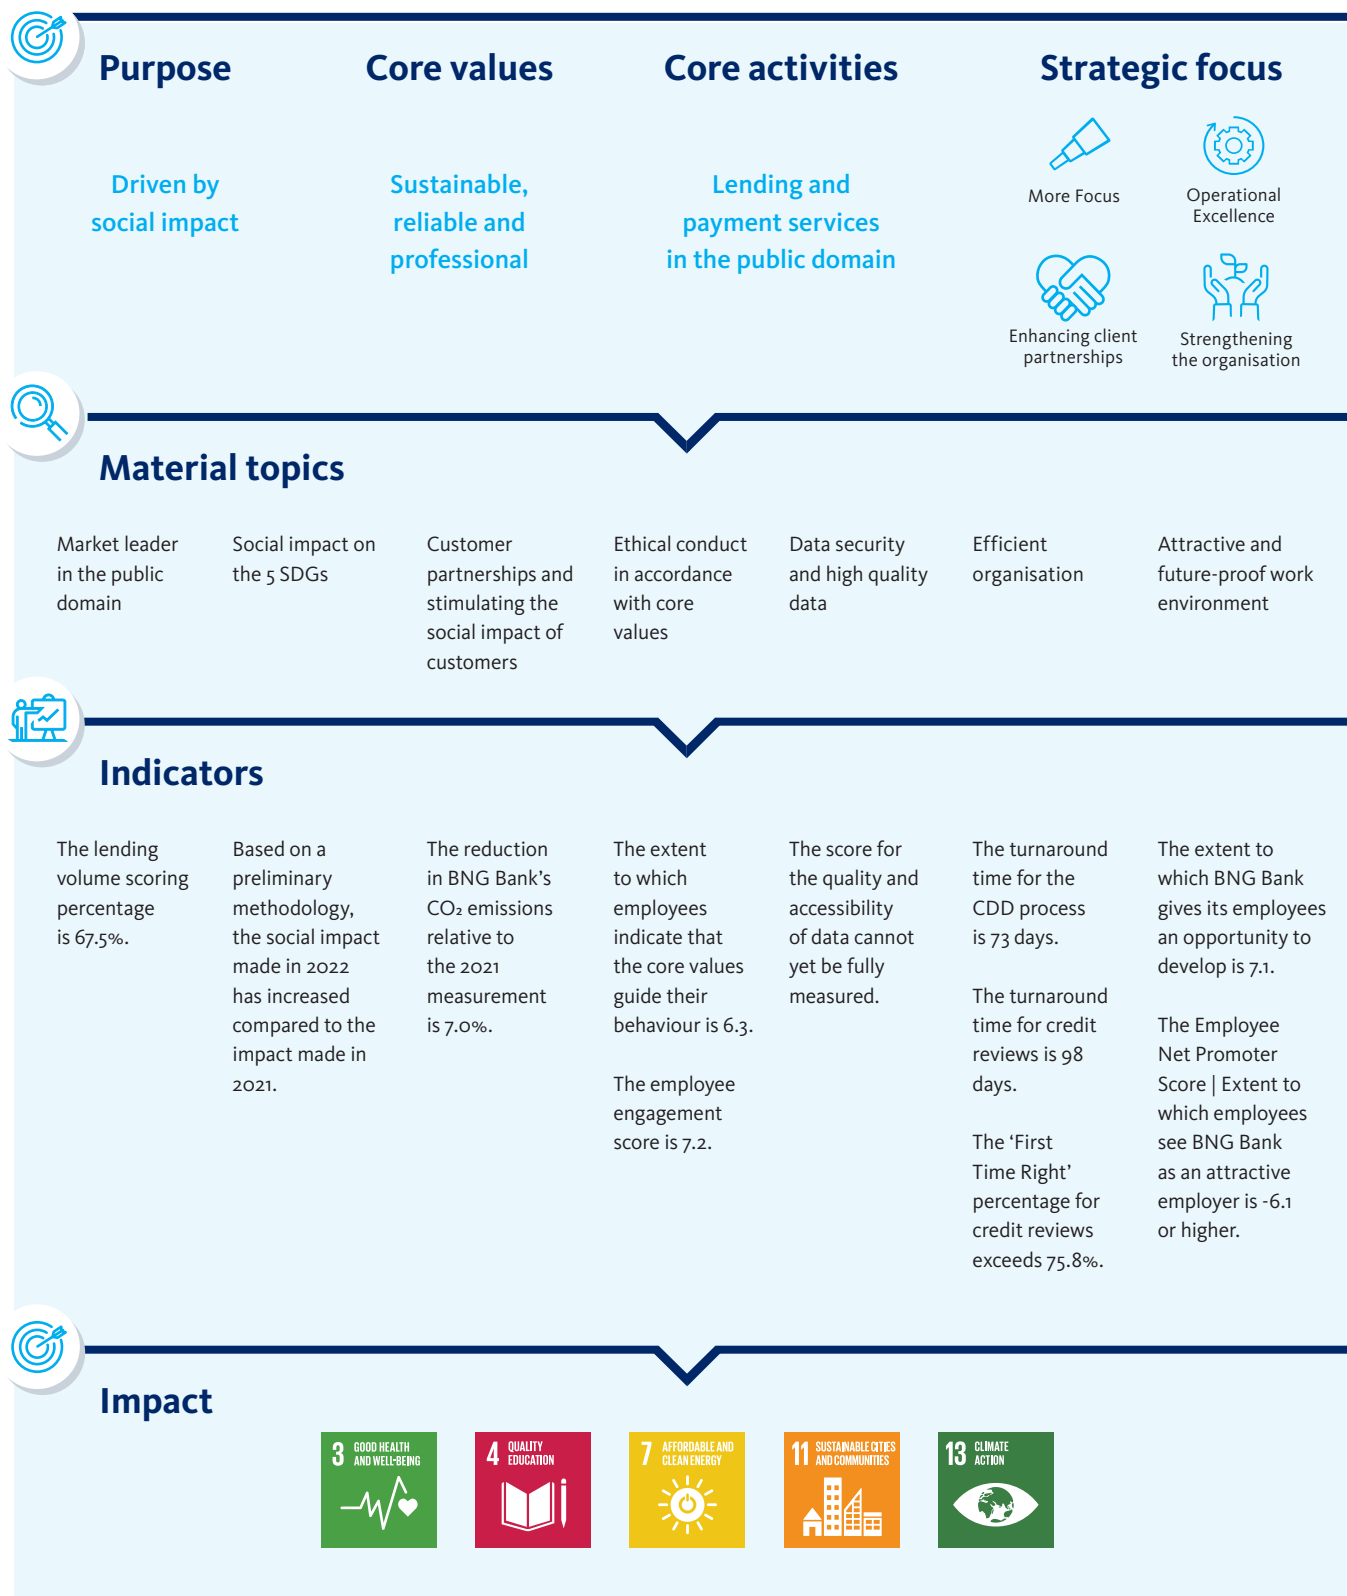 Purpose
Driven by
social impact
Core values
Sustainable,
reliable and
professional
Core activities
Lending and
payment services
in the public domain
Strategic focus
More Focus
Operational
Excellence
Enhancing client
partnerships
Strengthening
the organisation
Material topics
Market leader
in the public
domain
Social impact on
the 5 SDGs
Customer
partnerships and
stimulating the
social impact of
customers
Ethical conduct
in accordance
with core
values
Data security
and high quality
data
Efficient
organisation
Attractive and
future-proof work
environment
Indicators
The lending
volume scoring
percentage
is 67.5%.
Based on a
preliminary
methodology,
the social impact
made in 2022
has increased
compared to the
impact made in
2021.
The reduction
in BNG Bank's
CO₂ emissions
relative to
the 2021
measurement
is 7.0%.
The extent
to which
employees
indicate that
the core values
guide their
behaviour is 6.3.
The employee
engagement
score is 7.2.
The score for
the quality and
accessibility
of data cannot
yet be fully
measured.
The turnaround
time for the
CDD process
is 73 days.
The turnaround
time for credit
reviews is 98
days.
The ‘First
Time Right’
percentage for
credit reviews
exceeds 75.8%.
The extent to
which BNG Bank
gives its employees
an opportunity to
develop is 7.1.
The Employee
Net Promoter
Score | Extent to
which employees
see BNG Bank
as an attractive
employer is -6.1
or higher.
Impact
3 GOOD HEALTH
AND WELL-BEING
4 QUALITY
EDUCATION
7 AFFORDABLE AND
CLEAN ENERGY
11 SUSTAINABLE CITIES
AND COMMUNITIES
13 CLIMATE
ACTION